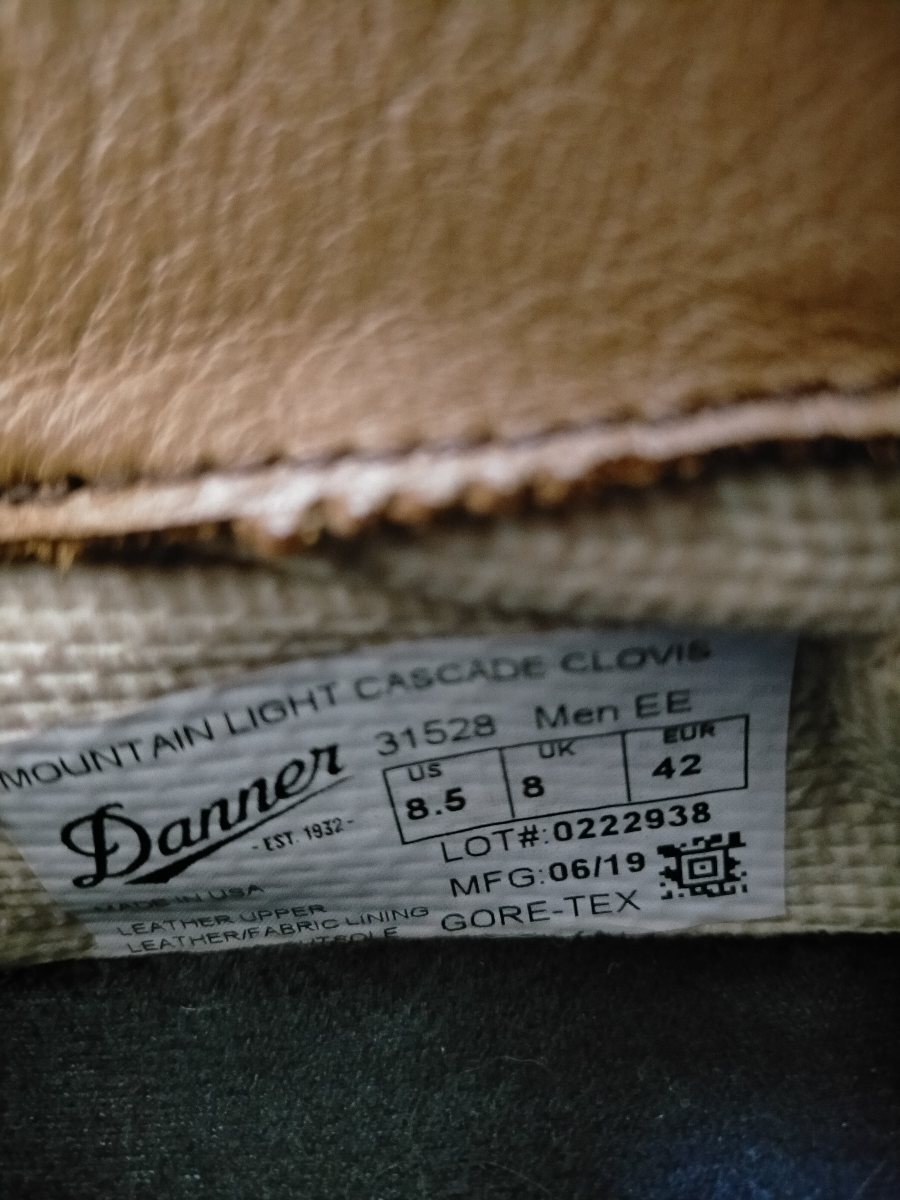 MOUNTAIN LIGHT CASCADE CLOVIS
31528 Men EE
Danner
- EST. 1932 -
US UK EUR
8.5 8 42
LOT#:0222938
MFG:06/19
GORE-TEX
MADE IN USA
LEATHER UPPER
LEATHER/FABRIC LINING